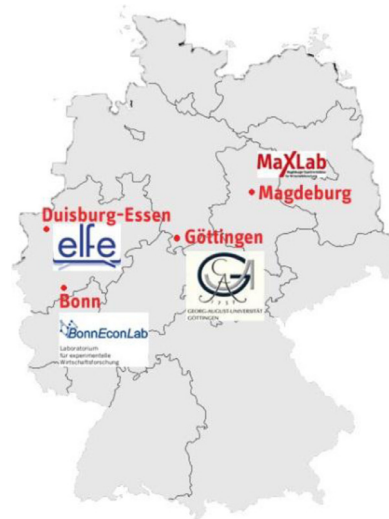 MaXLab
Magdeburg
Duisburg-Essen
elfe
Göttingen
GEORG-AUGUST-UNIVERSITÄT
GÖTTINGEN
Bonn
BonnEconLab
Laboratorium
für experimentelle
Wirtschaftsforschung